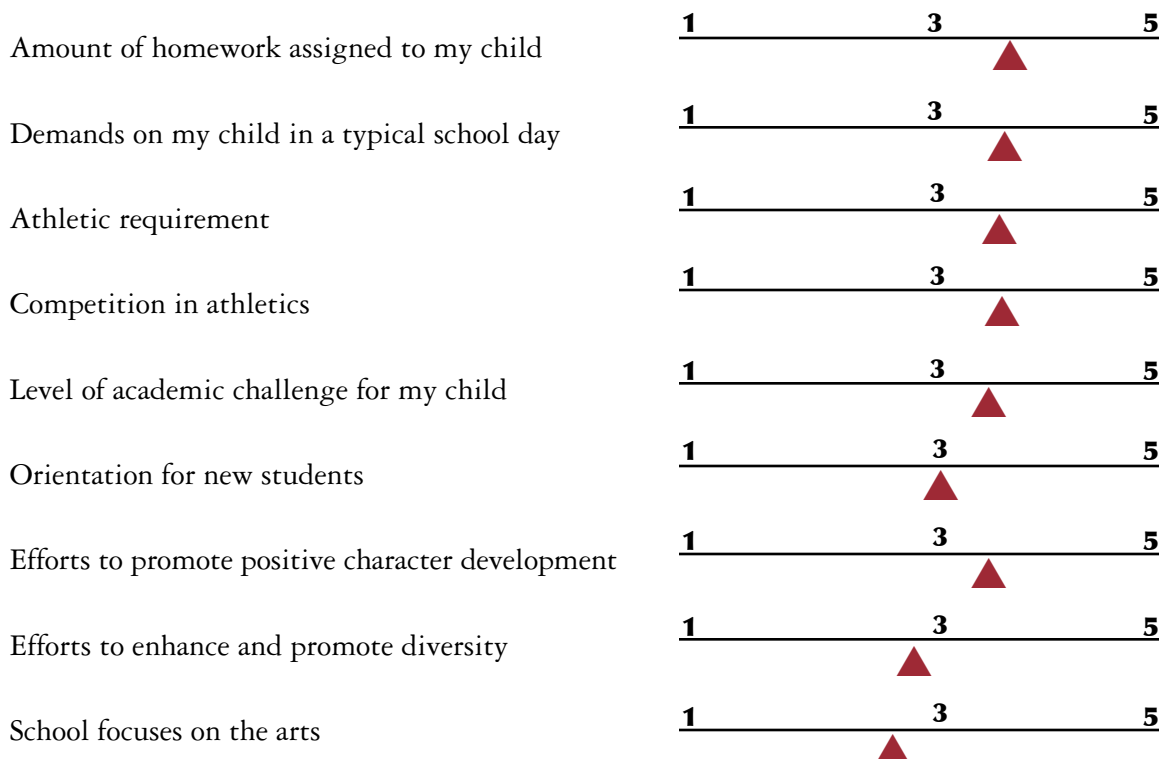 1 3 5
Amount of homework assigned to my child
1 3 5
Demands on my child in a typical school day
1 3 5
Athletic requirement
1 3 5
Competition in athletics
1 3 5
Level of academic challenge for my child
1 3 5
Orientation for new students
1 3 5
Efforts to promote positive character development
1 3 5
Efforts to enhance and promote diversity
1 3 5
School focuses on the arts